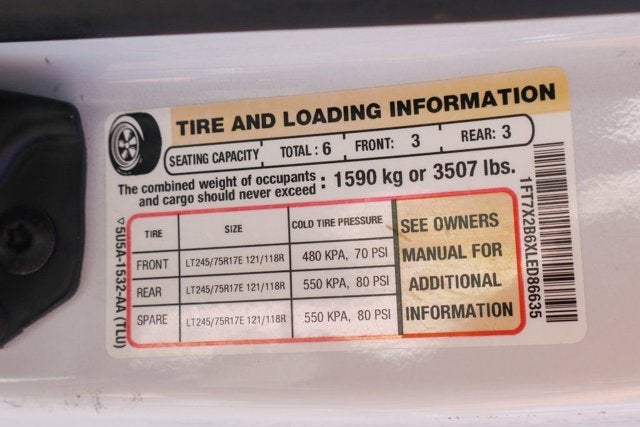 TIRE AND LOADING INFORMATION
SEATING CAPACITY TOTAL : 6 FRONT: 3 REAR: 3
The combined weight of occupants and cargo should never exceed : 1590 kg or 3507 lbs.
TIRE SIZE COLD TIRE PRESSURE
FRONT LT245/75R17E 121/118R 480 KPA, 70 PSI
REAR LT245/75R17E 121/118R 550 KPA, 80 PSI
SPARE LT245/75R17E 121/118R 550 KPA, 80 PSI
SEE OWNERS
MANUAL FOR
ADDITIONAL
INFORMATION
▽5U5A-1532-AA (TLU)
1FT7X2B6XLED86635